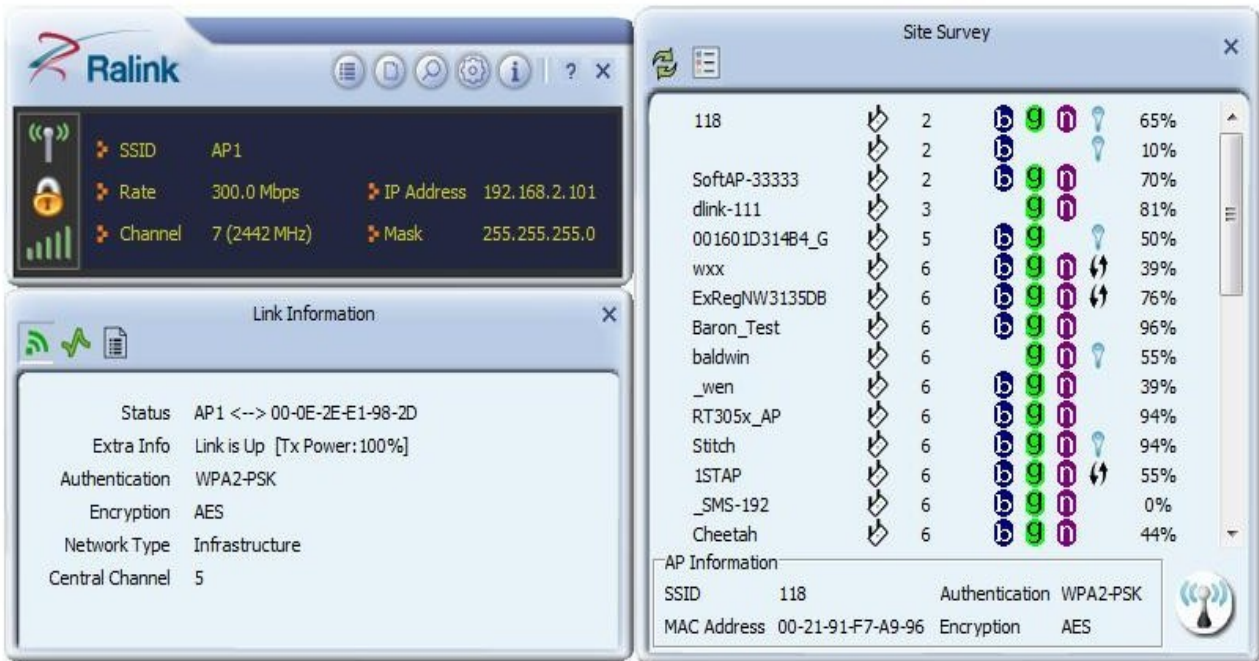 Ralink
? ×
SSID AP1
Rate 300.0 Mbps IP Address 192.168.2.101
Channel 7 (2442 MHz) Mask 255.255.255.0
Link Information ×
Status AP1 <--> 00-0E-2E-E1-98-2D
Extra Info Link is Up [Tx Power:100%]
Authentication WPA2-PSK
Encryption AES
Network Type Infrastructure
Central Channel 5
Site Survey ×
118 2 b g n 65%
2 b 10%
SoftAP-33333 2 b g n 70%
dlink-111 3 g n 81%
001601D314B4_G 5 b g 50%
wxx 6 b g n 39%
ExRegNW3135DB 6 b g n 76%
Baron_Test 6 b g n 96%
baldwin 6 g n 55%
_wen 6 b g n 39%
RT305x_AP 6 b g n 94%
Stitch 6 b g n 94%
1STAP 6 b g n 55%
_SMS-192 6 b g n 0%
Cheetah 6 b g n 44%
AP Information
SSID 118 Authentication WPA2-PSK
MAC Address 00-21-91-F7-A9-96 Encryption AES